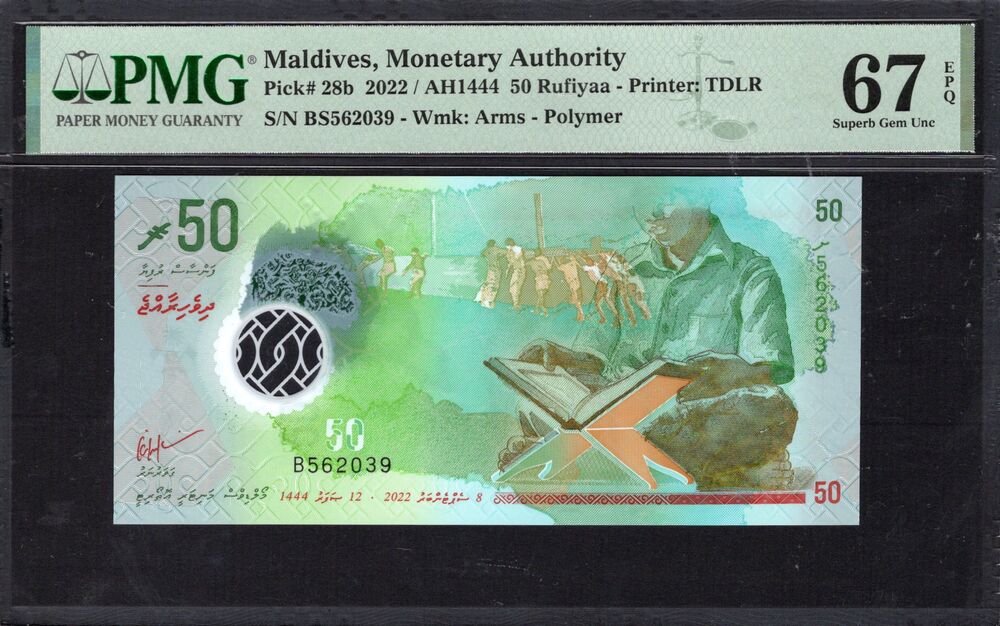 PMG®
PAPER MONEY GUARANTY
Maldives, Monetary Authority
Pick# 28b 2022 / AH1444 50 Rufiyaa - Printer: TDLR
S/N BS562039 - Wmk: Arms - Polymer
67
EPQ
Superb Gem Unc
50
ފަންސާސް ރުފިޔާ
ދިވެހިރާއްޖެ
50
562039
50
B562039
ގަވަރުނަރު
މޯލްޑިވްސް މަނިޓަރީ އޮތޯރިޓީ
8 ސެޕްޓެންބަރު 2022 · 12 ޞަފަރު 1444
50